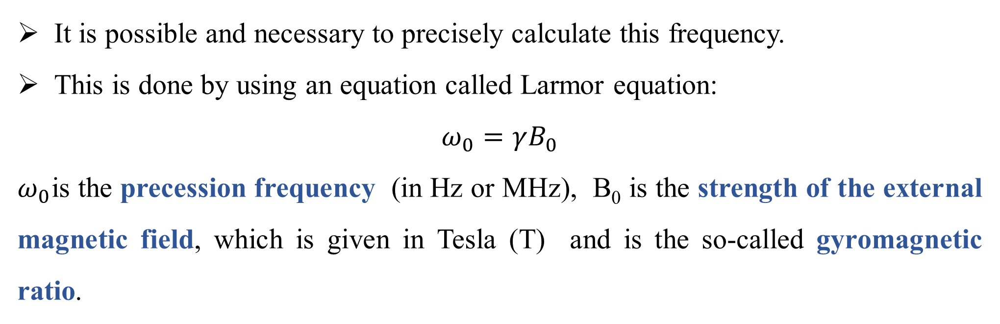 ➢ It is possible and necessary to precisely calculate this frequency.
➢ This is done by using an equation called Larmor equation:
𝜔₀ = 𝛾𝐵₀
𝜔₀is the precession frequency (in Hz or MHz), B₀ is the strength of the external
magnetic field, which is given in Tesla (T) and is the so-called gyromagnetic
ratio.